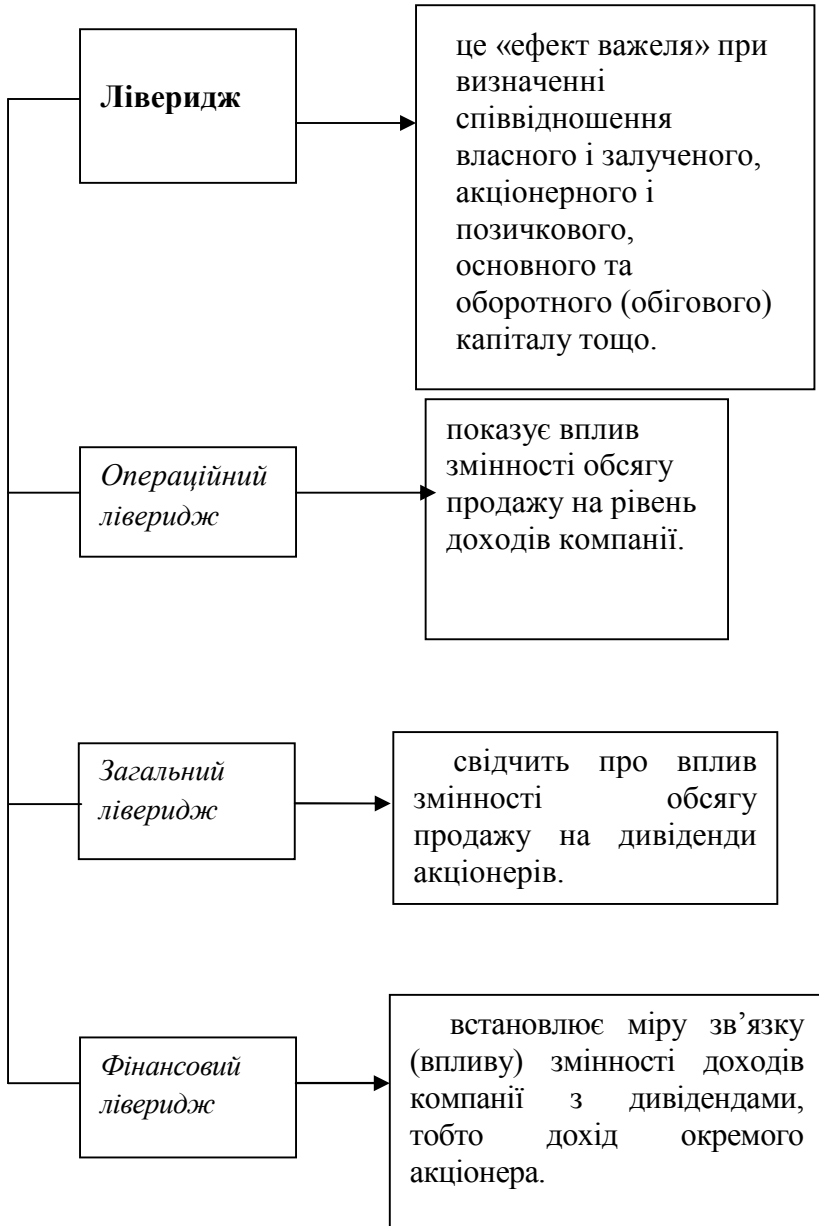 Ліверидж
це «ефект важеля» при
визначенні
співвідношення
власного і залученого,
акціонерного і
позичкового,
основного та
оборотного (обігового)
капіталу тощо.
Операційний
ліверидж
показує вплив
змінності обсягу
продажу на рівень
доходів компанії.
Загальний
ліверидж
свідчить про вплив
змінності обсягу
продажу на дивіденди
акціонерів.
Фінансовий
ліверидж
встановлює міру зв’язку
(впливу) змінності доходів
компанії з дивідендами,
тобто дохід окремого
акціонера.